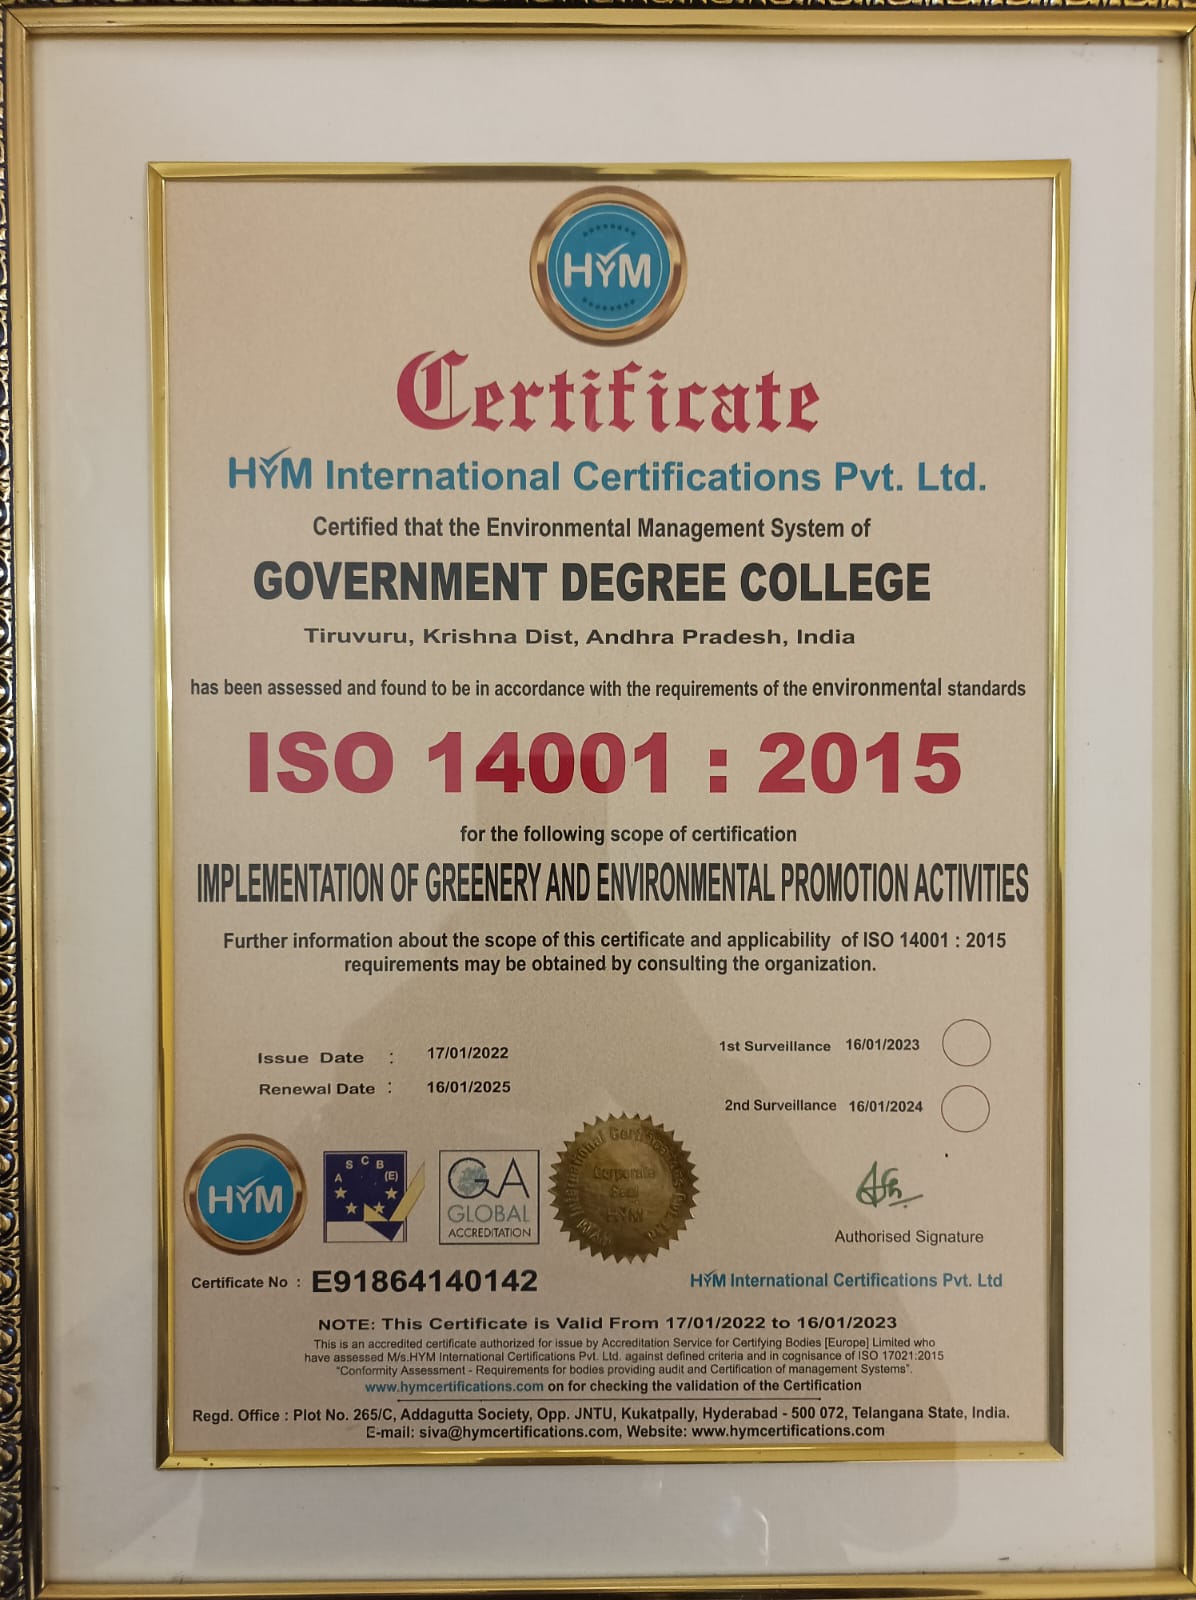 HYM
Certificate
HYM International Certifications Pvt. Ltd.
Certified that the Environmental Management System of
GOVERNMENT DEGREE COLLEGE
Tiruvuru, Krishna Dist, Andhra Pradesh, India
has been assessed and found to be in accordance with the requirements of the environmental standards
ISO 14001 : 2015
for the following scope of certification
IMPLEMENTATION OF GREENERY AND ENVIRONMENTAL PROMOTION ACTIVITIES
Further information about the scope of this certificate and applicability of ISO 14001 : 2015
requirements may be obtained by consulting the organization.
Issue Date : 17/01/2022
Renewal Date : 16/01/2025
1st Surveillance 16/01/2023
2nd Surveillance 16/01/2024
HYM
ASCB(E)
GA
GLOBAL
ACCREDITATION
International Certifications
Corporate
Seal
HYM
Authorised Signature
Certificate No : E91864140142
HYM International Certifications Pvt. Ltd
NOTE: This Certificate is Valid From 17/01/2022 to 16/01/2023
This is an accredited certificate authorized for issue by Accreditation Service for Certifying Bodies [Europe] Limited who
have assessed M/s.HYM International Certifications Pvt. Ltd. against defined criteria and in cognisance of ISO 17021:2015
"Conformity Assessment - Requirements for bodies providing audit and Certification of management Systems".
www.hymcertifications.com on for checking the validation of the Certification
Regd. Office : Plot No. 265/C, Addagutta Society, Opp. JNTU, Kukatpally, Hyderabad - 500 072, Telangana State, India.
E-mail: siva@hymcertifications.com, Website: www.hymcertifications.com